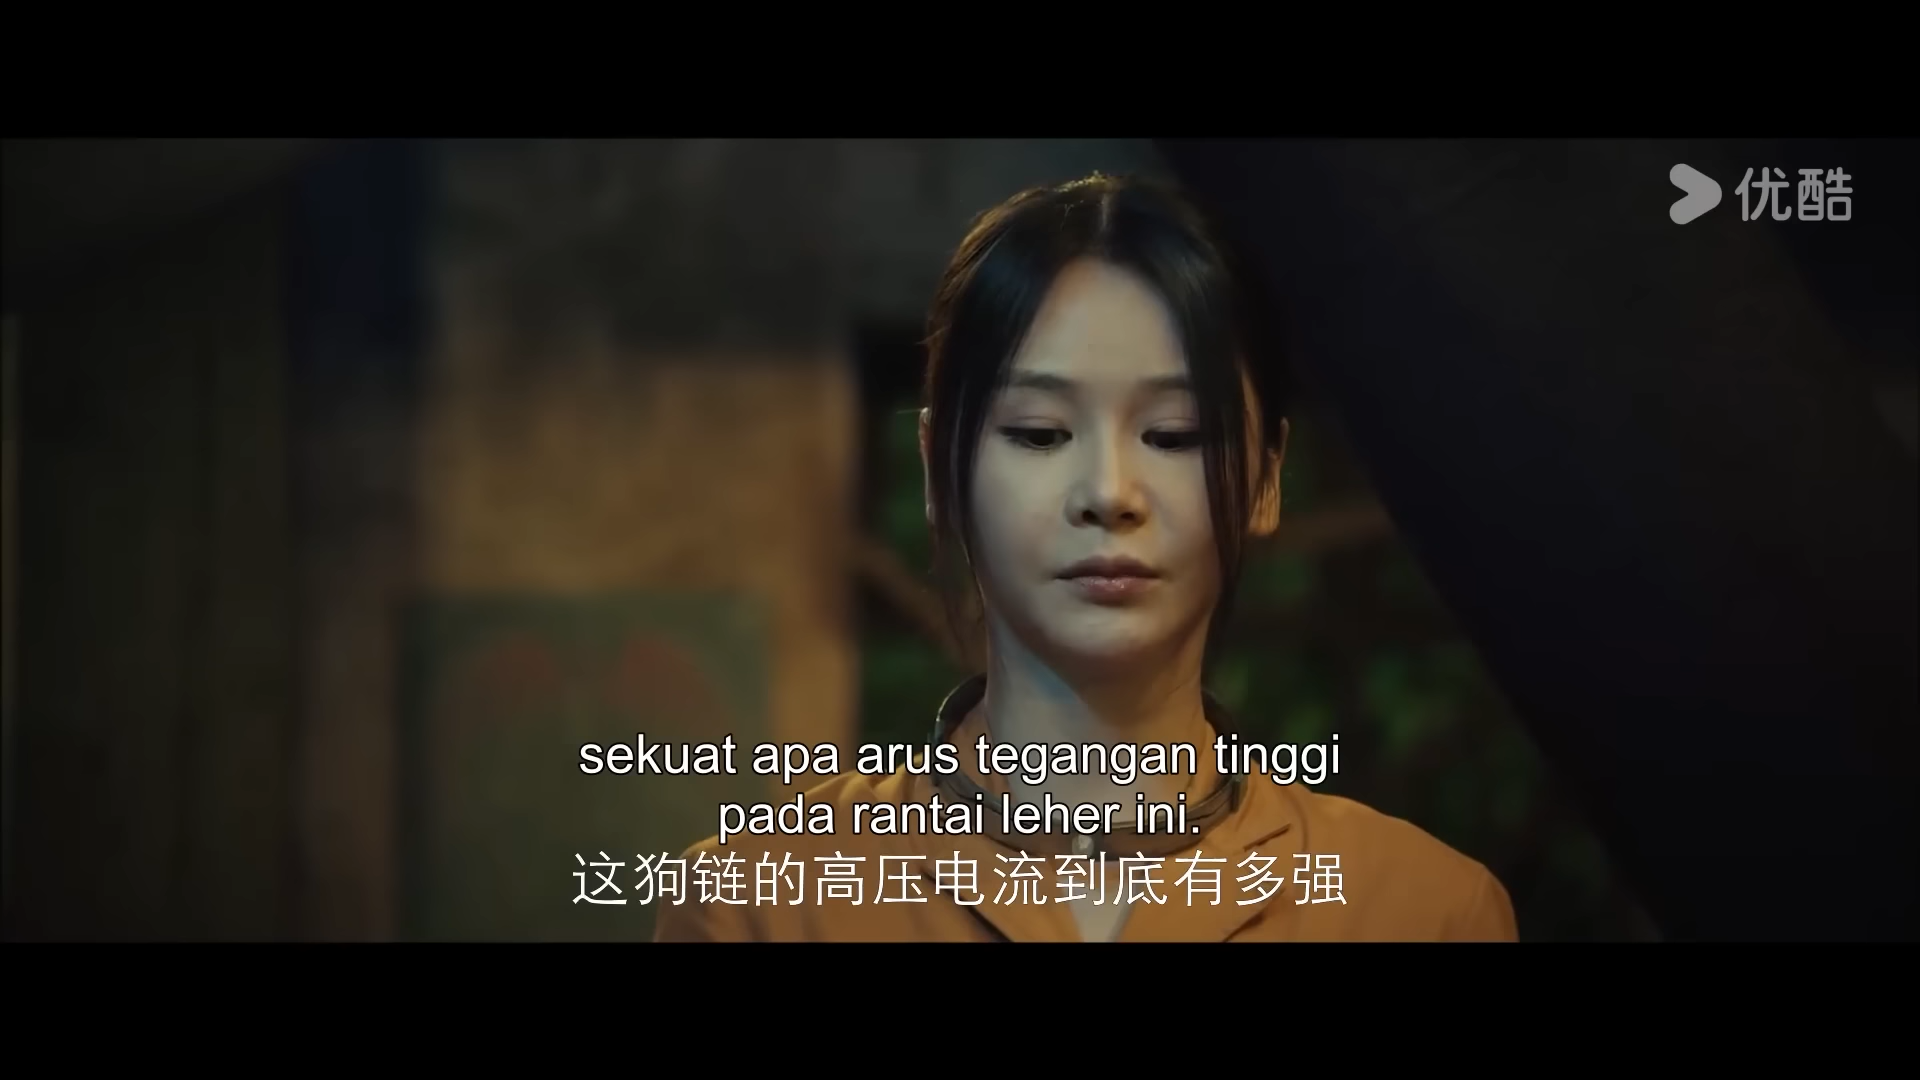 优酷
sekuat apa arus tegangan tinggi
pada rantai leher ini.
这狗链的高压电流到底有多强